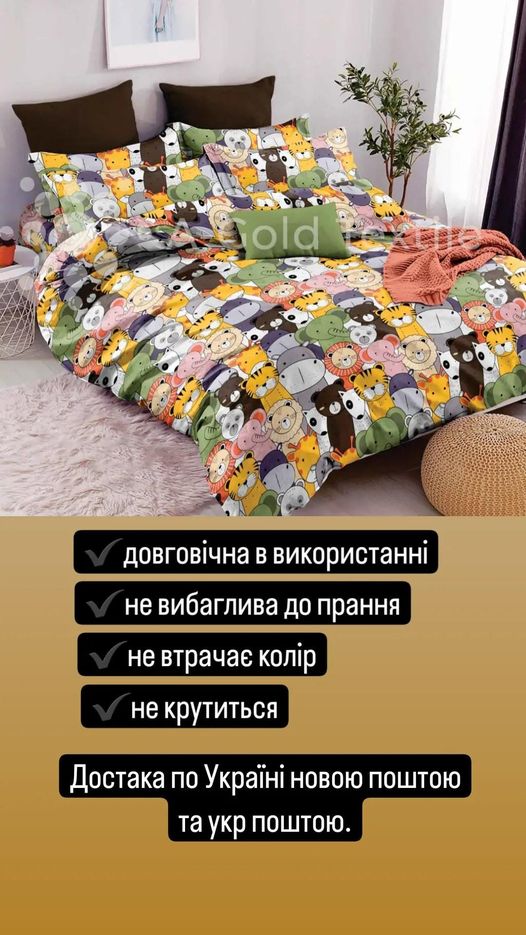 A-Gold Textile
✔ довговічна в використанні
✔ не вибаглива до прання
✔ не втрачає колір
✔ не крутиться
Достака по Україні новою поштою
та укр поштою.